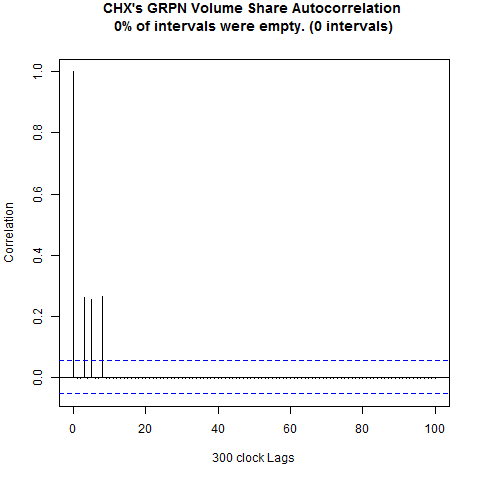 CHX's GRPN Volume Share Autocorrelation
0% of intervals were empty. (0 intervals)
1.0
0.8
0.6
0.4
0.2
0.0
Correlation
0 20 40 60 80 100
300 clock Lags